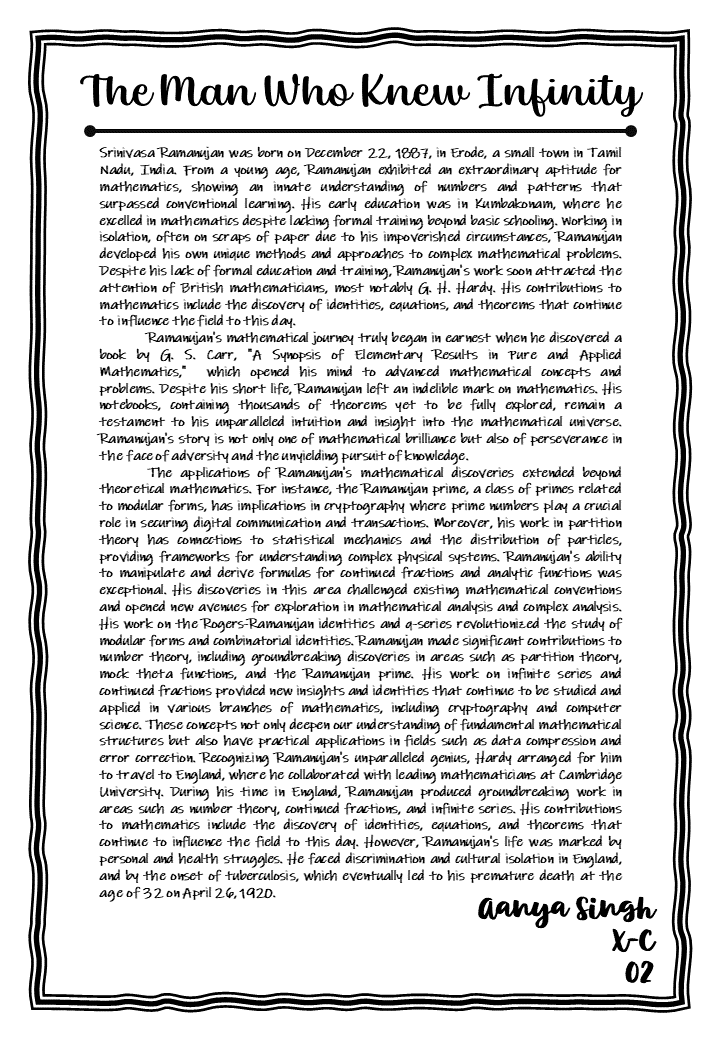 The Man Who Knew Infinity
Srinivasa Ramanujan was born on December 22, 1887, in Erode, a small town in Tamil
Nadu, India. From a young age, Ramanujan exhibited an extraordinary aptitude for
mathematics, showing an innate understanding of numbers and patterns that
surpassed conventional learning. His early education was in Kumbakonam, where he
excelled in mathematics despite lacking formal training beyond basic schooling. Working in
isolation, often on scraps of paper due to his impoverished circumstances, Ramanujan
developed his own unique methods and approaches to complex mathematical problems.
Despite his lack of formal education and training, Ramanujan's work soon attracted the
attention of British mathematicians, most notably G. H. Hardy. His contributions to
mathematics include the discovery of identities, equations, and theorems that continue
to influence the field to this day.
Ramanujan's mathematical journey truly began in earnest when he discovered a
book by G. S. Carr, "A Synopsis of Elementary Results in Pure and Applied
Mathematics," which opened his mind to advanced mathematical concepts and
problems. Despite his short life, Ramanujan left an indelible mark on mathematics. His
notebooks, containing thousands of theorems yet to be fully explored, remain a
testament to his unparalleled intuition and insight into the mathematical universe.
Ramanujan's story is not only one of mathematical brilliance but also of perseverance in
the face of adversity and the unyielding pursuit of knowledge.
The applications of Ramanujan's mathematical discoveries extended beyond
theoretical mathematics. For instance, the Ramanujan prime, a class of primes related
to modular forms, has implications in cryptography where prime numbers play a crucial
role in securing digital communication and transactions. Moreover, his work in partition
theory has connections to statistical mechanics and the distribution of particles,
providing frameworks for understanding complex physical systems. Ramanujan's ability
to manipulate and derive formulas for continued fractions and analytic functions was
exceptional. His discoveries in this area challenged existing mathematical conventions
and opened new avenues for exploration in mathematical analysis and complex analysis.
His work on the Rogers-Ramanujan identities and q-series revolutionized the study of
modular forms and combinatorial identities. Ramanujan made significant contributions to
number theory, including groundbreaking discoveries in areas such as partition theory,
mock theta functions, and the Ramanujan prime. His work on infinite series and
continued fractions provided new insights and identities that continue to be studied and
applied in various branches of mathematics, including cryptography and computer
science. These concepts not only deepen our understanding of fundamental mathematical
structures but also have practical applications in fields such as data compression and
error correction. Recognizing Ramanujan's unparalleled genius, Hardy arranged for him
to travel to England, where he collaborated with leading mathematicians at Cambridge
University. During his time in England, Ramanujan produced groundbreaking work in
areas such as number theory, continued fractions, and infinite series. His contributions
to mathematics include the discovery of identities, equations, and theorems that
continue to influence the field to this day. However, Ramanujan's life was marked by
personal and health struggles. He faced discrimination and cultural isolation in England,
and by the onset of tuberculosis, which eventually led to his premature death at the
age of 32 on April 26, 1920.
Aanya Singh
X-C
02